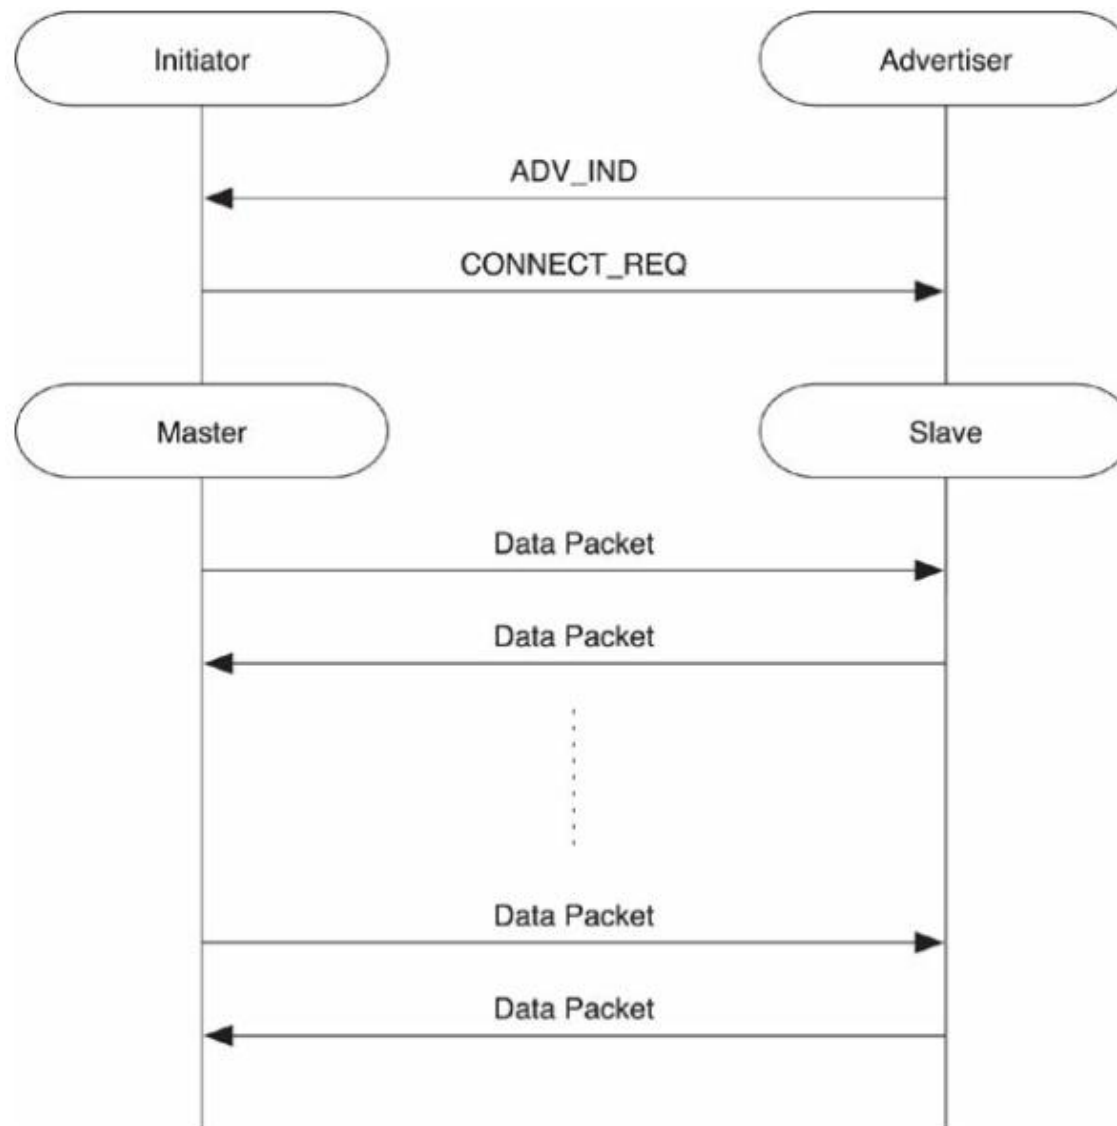 Initiator
Advertiser
ADV_IND
CONNECT_REQ
Master
Slave
Data Packet
Data Packet
Data Packet
Data Packet